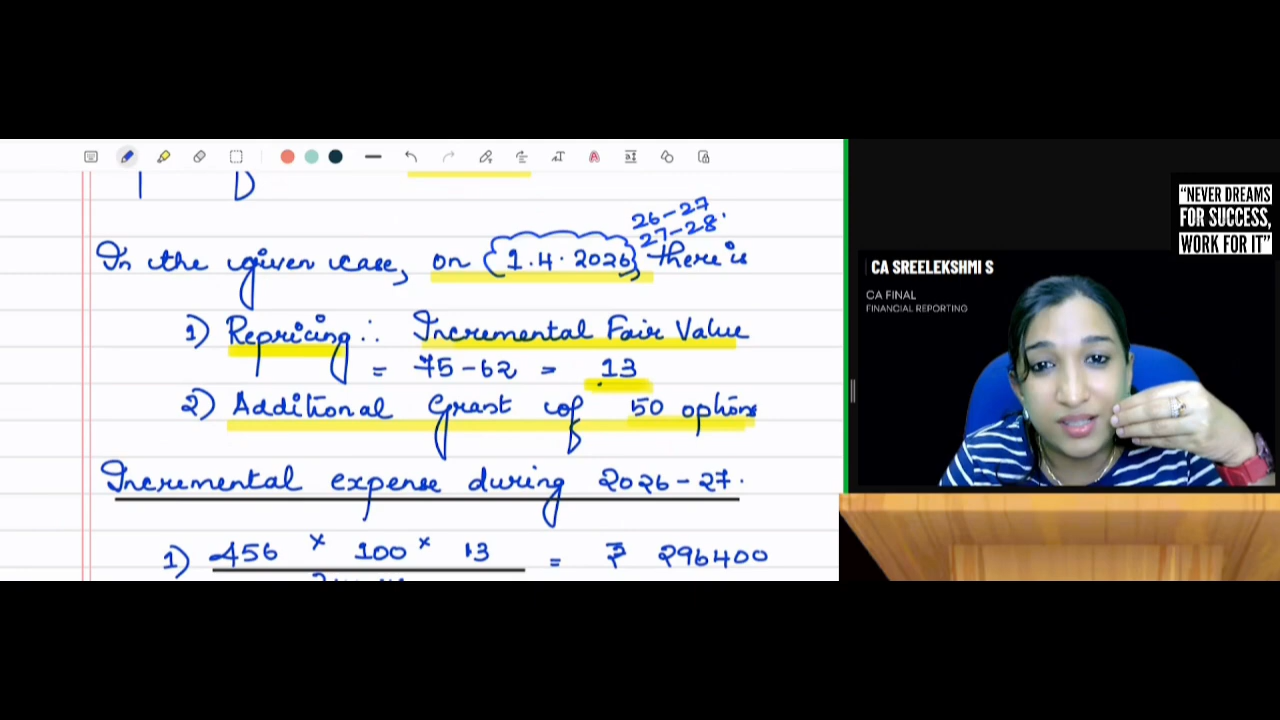 26-27
27-28.
In the given case, on (1.4.2026), there is
1) Repricing ∴ Incremental Fair Value
= 75-62 = 13
2) Additional Grant of 50 options
Incremental expense during 2026-27.
1) 456 × 100 × 13 = ₹ 296400
"NEVER DREAMS
FOR SUCCESS,
WORK FOR IT"
CA SREELEKSHMI S
CA FINAL
FINANCIAL REPORTING